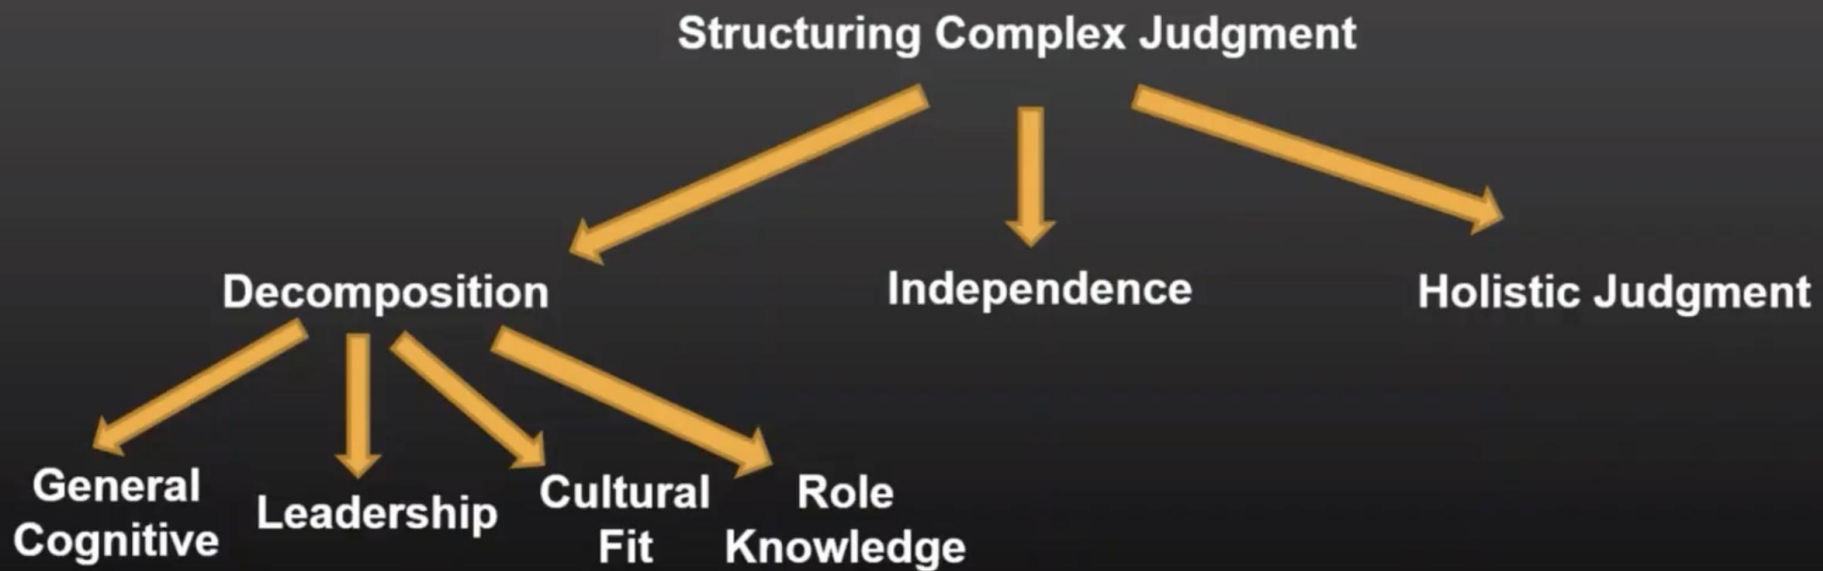 Structuring Complex Judgment
Decomposition
Independence
Holistic Judgment
General
Cognitive
Leadership
Cultural
Fit
Role
Knowledge